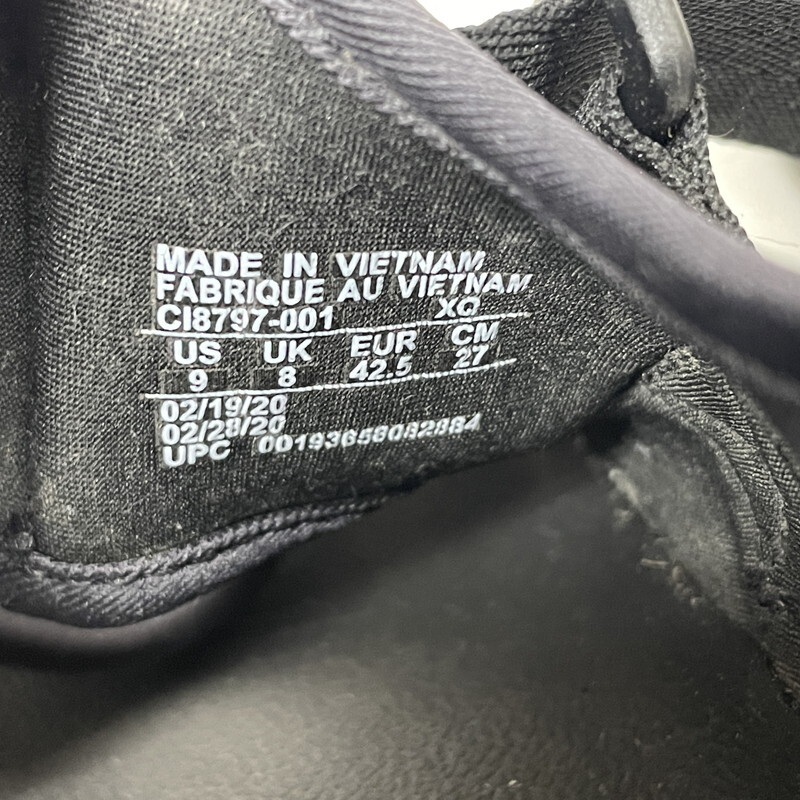 MADE IN VIETNAM
FABRIQUE AU VIETNAM
CI8797-001 XQ
US UK EUR CM
9 8 42.5 27
02/19/20
02/28/20
UPC 00193658082884